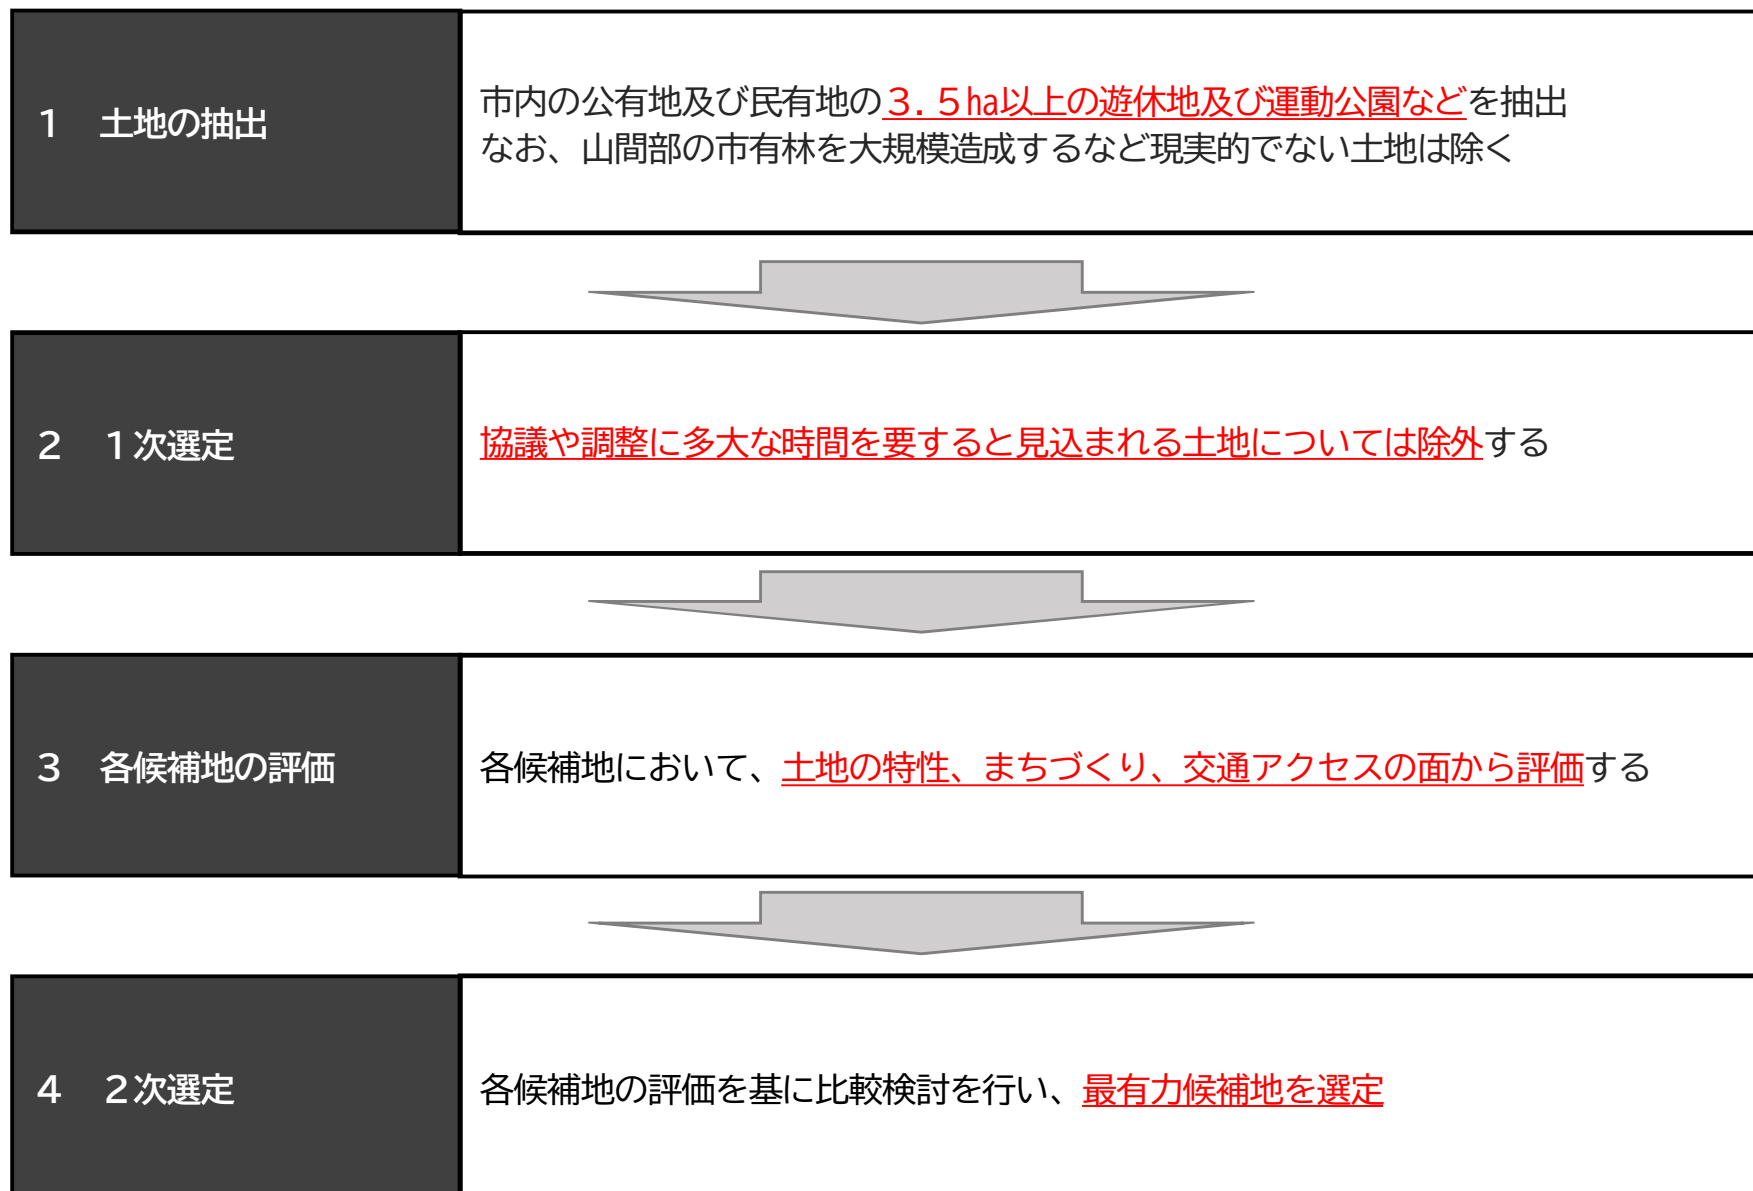 1 土地の抽出
市内の公有地及び民有地の３.５ha以上の遊休地及び運動公園などを抽出
なお、山間部の市有林を大規模造成するなど現実的でない土地は除く
2 １次選定
協議や調整に多大な時間を要すると見込まれる土地については除外する
3 各候補地の評価
各候補地において、土地の特性、まちづくり、交通アクセスの面から評価する
4 ２次選定
各候補地の評価を基に比較検討を行い、最有力候補地を選定